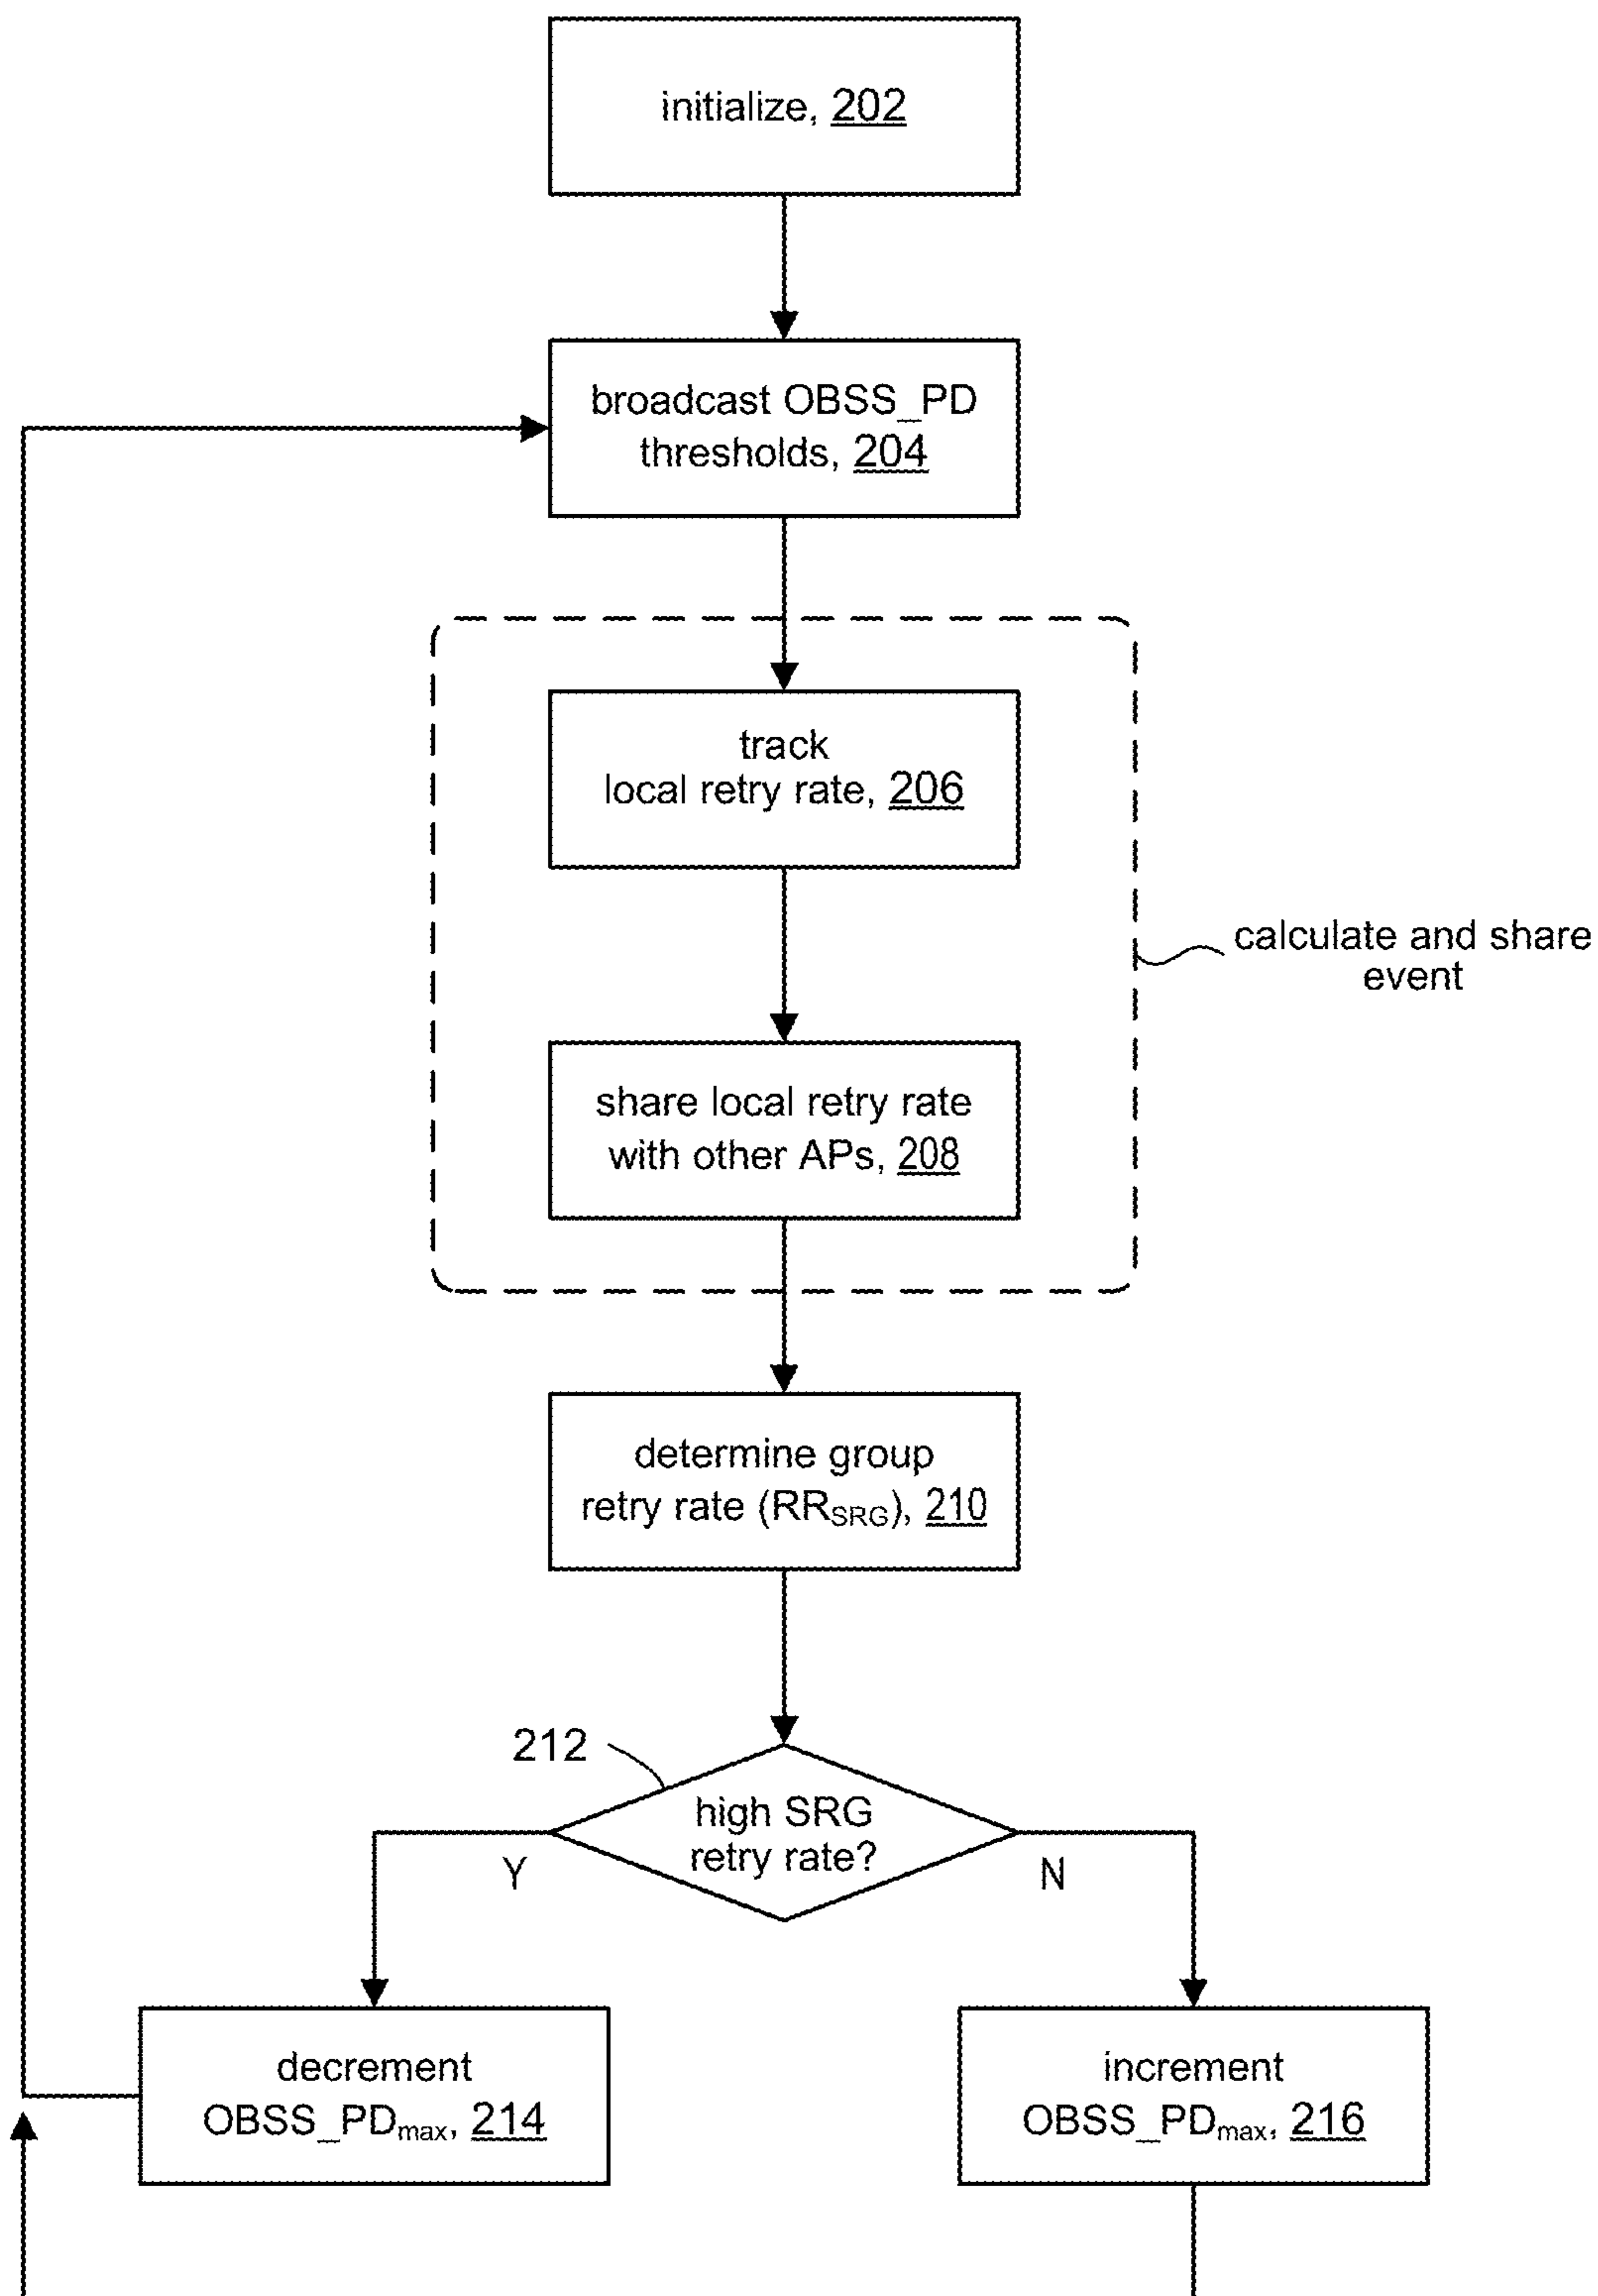 initialize, 202
broadcast OBSS_PD
thresholds, 204
track
local retry rate, 206
calculate and share
event
share local retry rate
with other APs, 208
determine group
retry rate (RRSRG), 210
212
high SRG
retry rate?
Y
N
decrement
OBSS_PDmax, 214
increment
OBSS_PDmax, 216